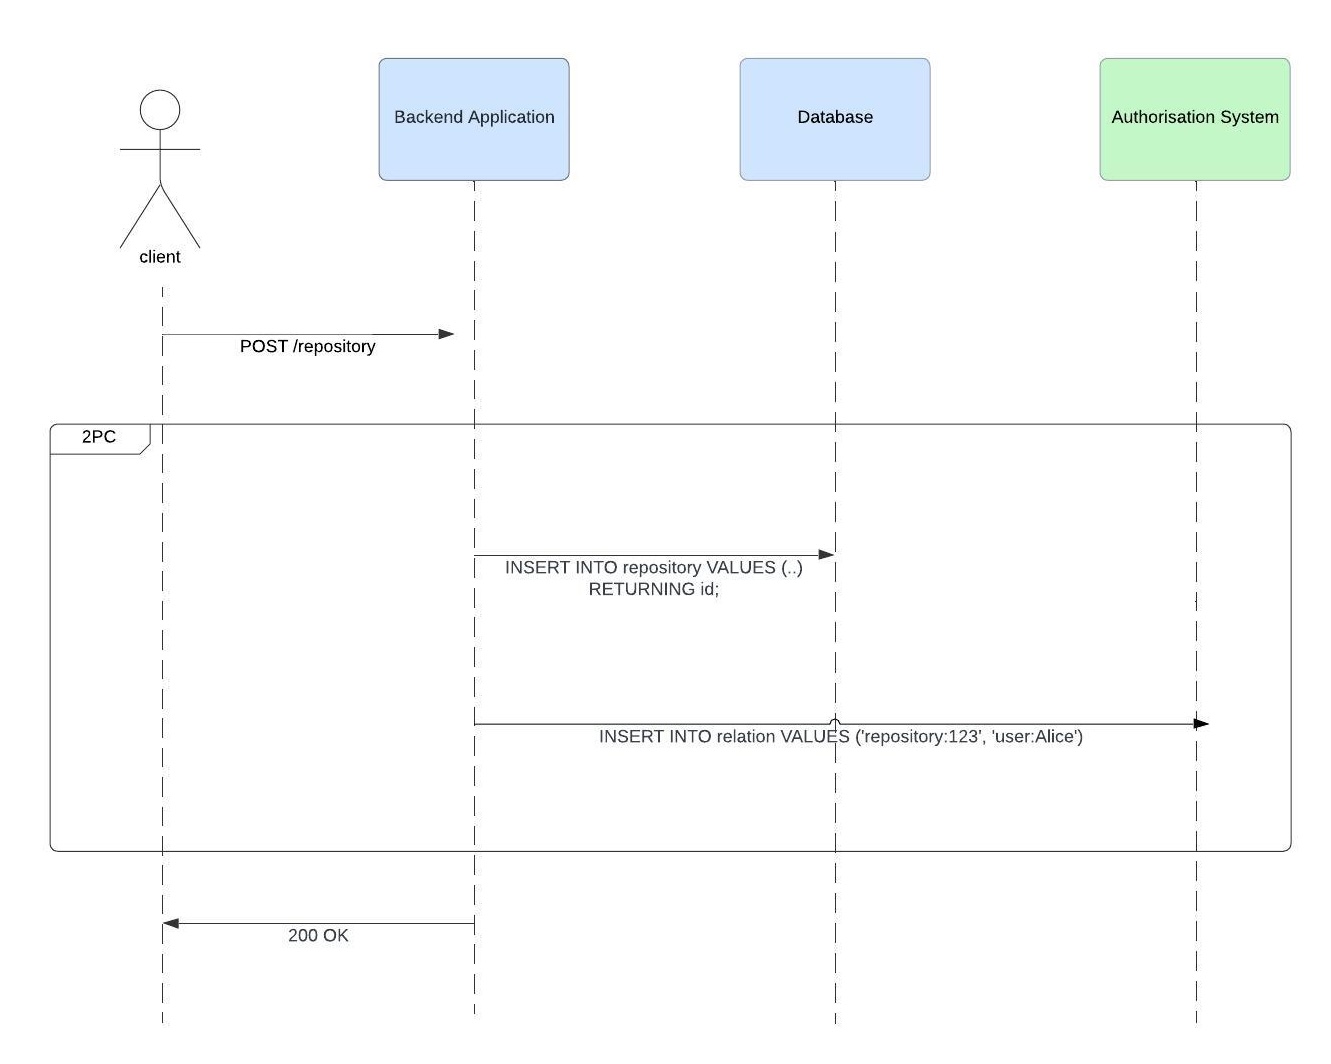 Backend Application
Database
Authorisation System
client
POST /repository
2PC
INSERT INTO repository VALUES (..)
RETURNING id;
INSERT INTO relation VALUES ('repository:123', 'user:Alice')
200 OK